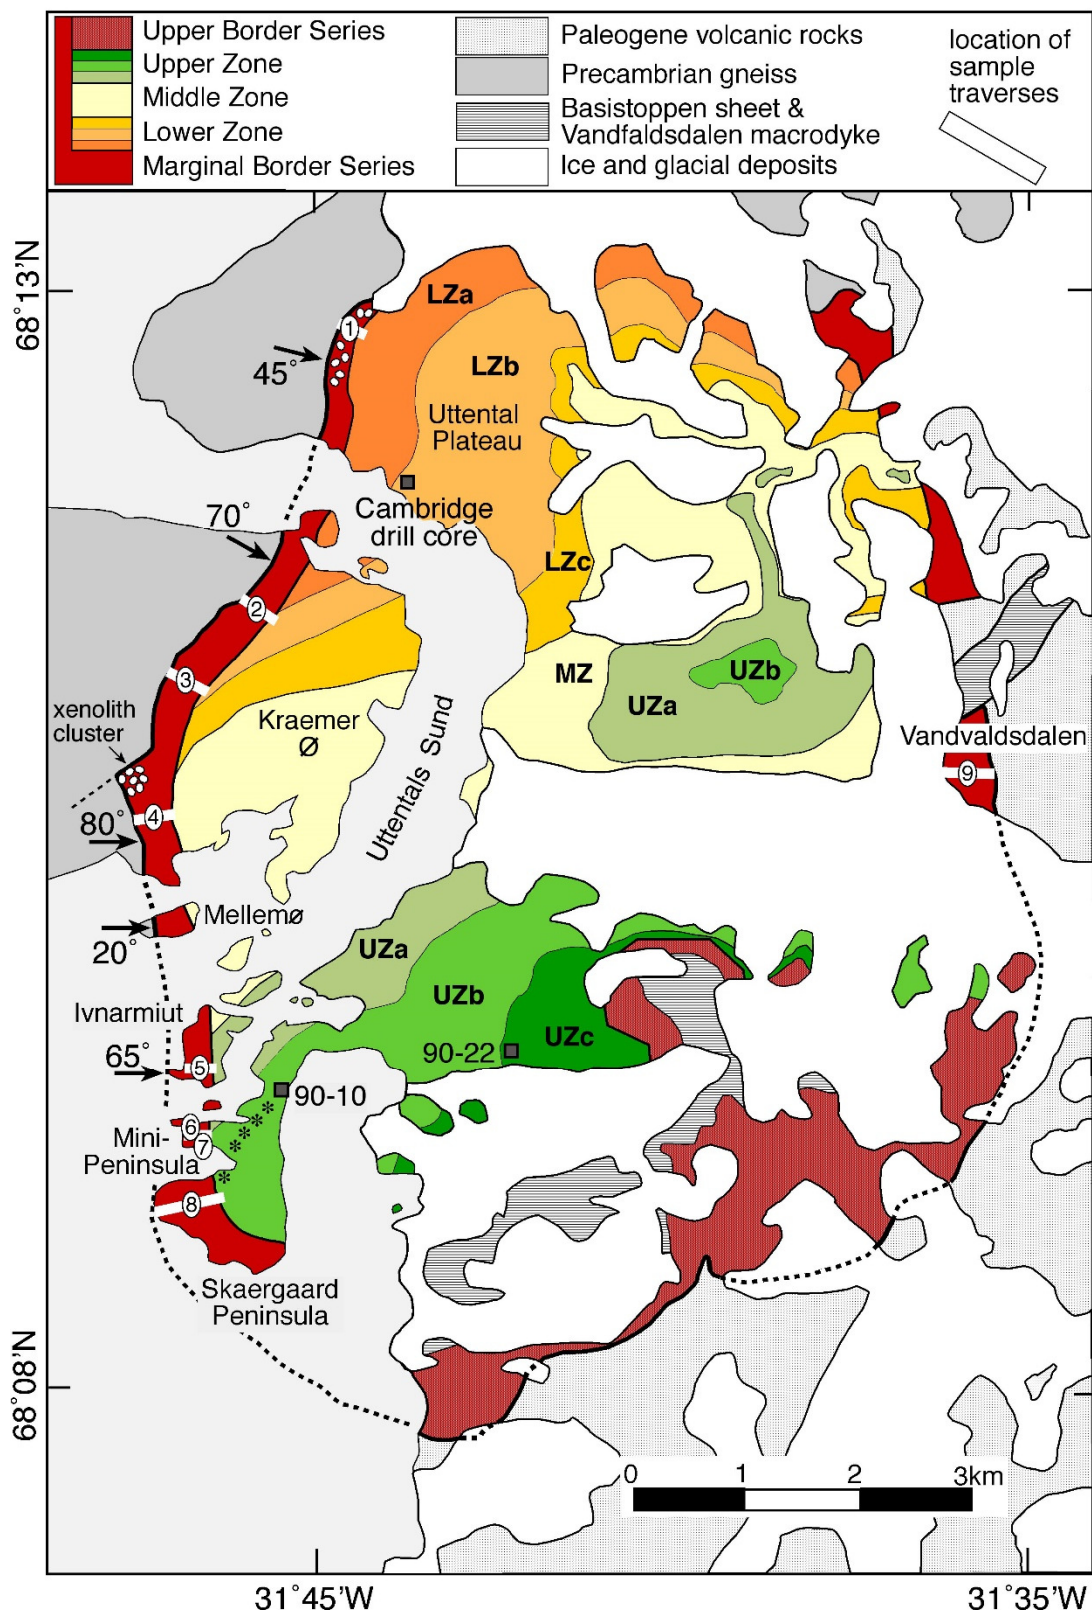 Upper Border Series
Upper Zone
Middle Zone
Lower Zone
Marginal Border Series
Paleogene volcanic rocks
Precambrian gneiss
Basistoppen sheet &
Vandfaldsdalen macrodyke
Ice and glacial deposits
location of
sample
traverses
68°13'N
LZa
1
45°
LZb
Uttental
Plateau
70°
Cambridge
drill core
LZc
2
3
MZ
UZb
UZa
xenolith
cluster
Kraemer
Ø
Uttentals Sund
Vandvaldsdalen
9
4
80°
Mellemø
20°
UZa
UZb
Ivnarmiut
UZc
65°
5
90-22
90-10
6
Mini-
7
Peninsula
8
Skaergaard
Peninsula
68°08'N
0 1 2 3km
31°45'W
31°35'W